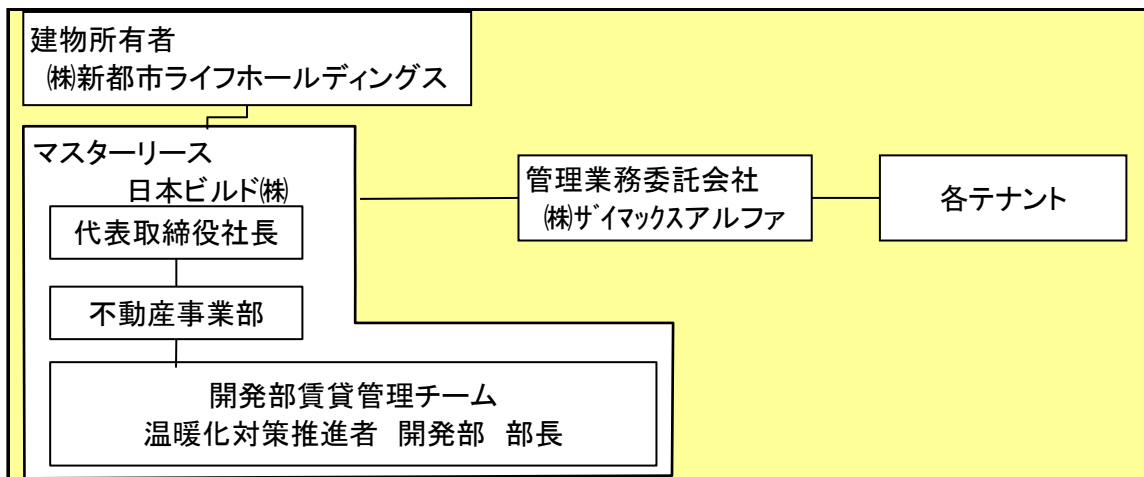 建物所有者
㈱新都市ライフホールディングス
マスターリース
日本ビルド㈱
代表取締役社長
不動産事業部
開発部賃貸管理チーム
温暖化対策推進者 開発部 部長
管理業務委託会社
㈱ｻﾞｲﾏｯｸｽアルファ
各テナント